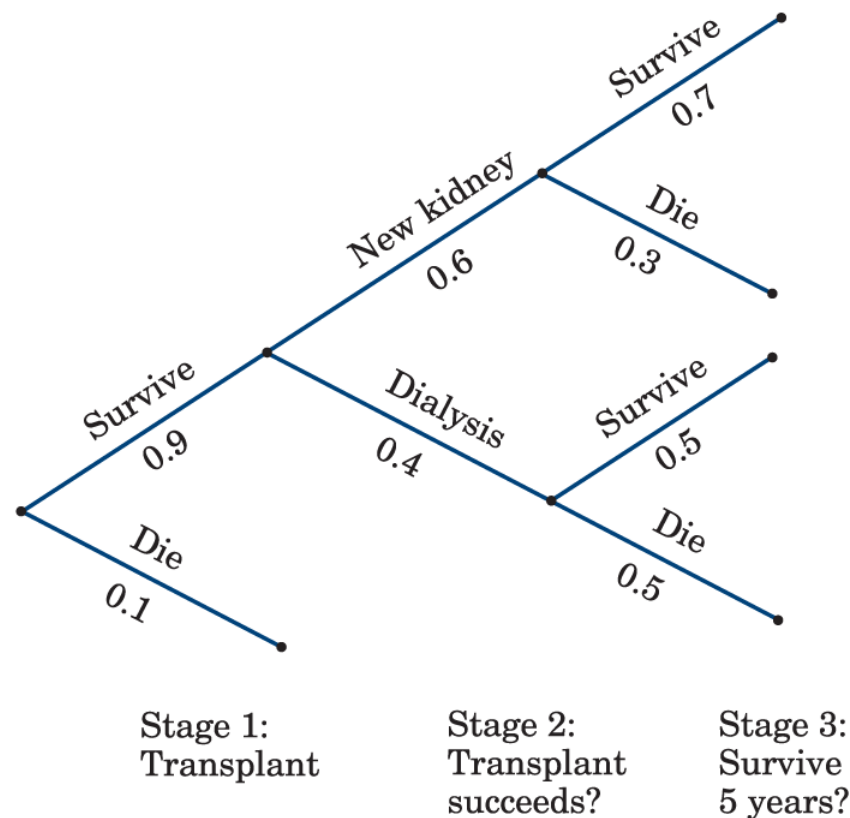 Survive
0.7
New kidney
0.6
Die
0.3
Survive
0.9
Dialysis
0.4
Survive
0.5
Die
0.1
Die
0.5
Stage 1:
Transplant
Stage 2:
Transplant
succeeds?
Stage 3:
Survive
5 years?